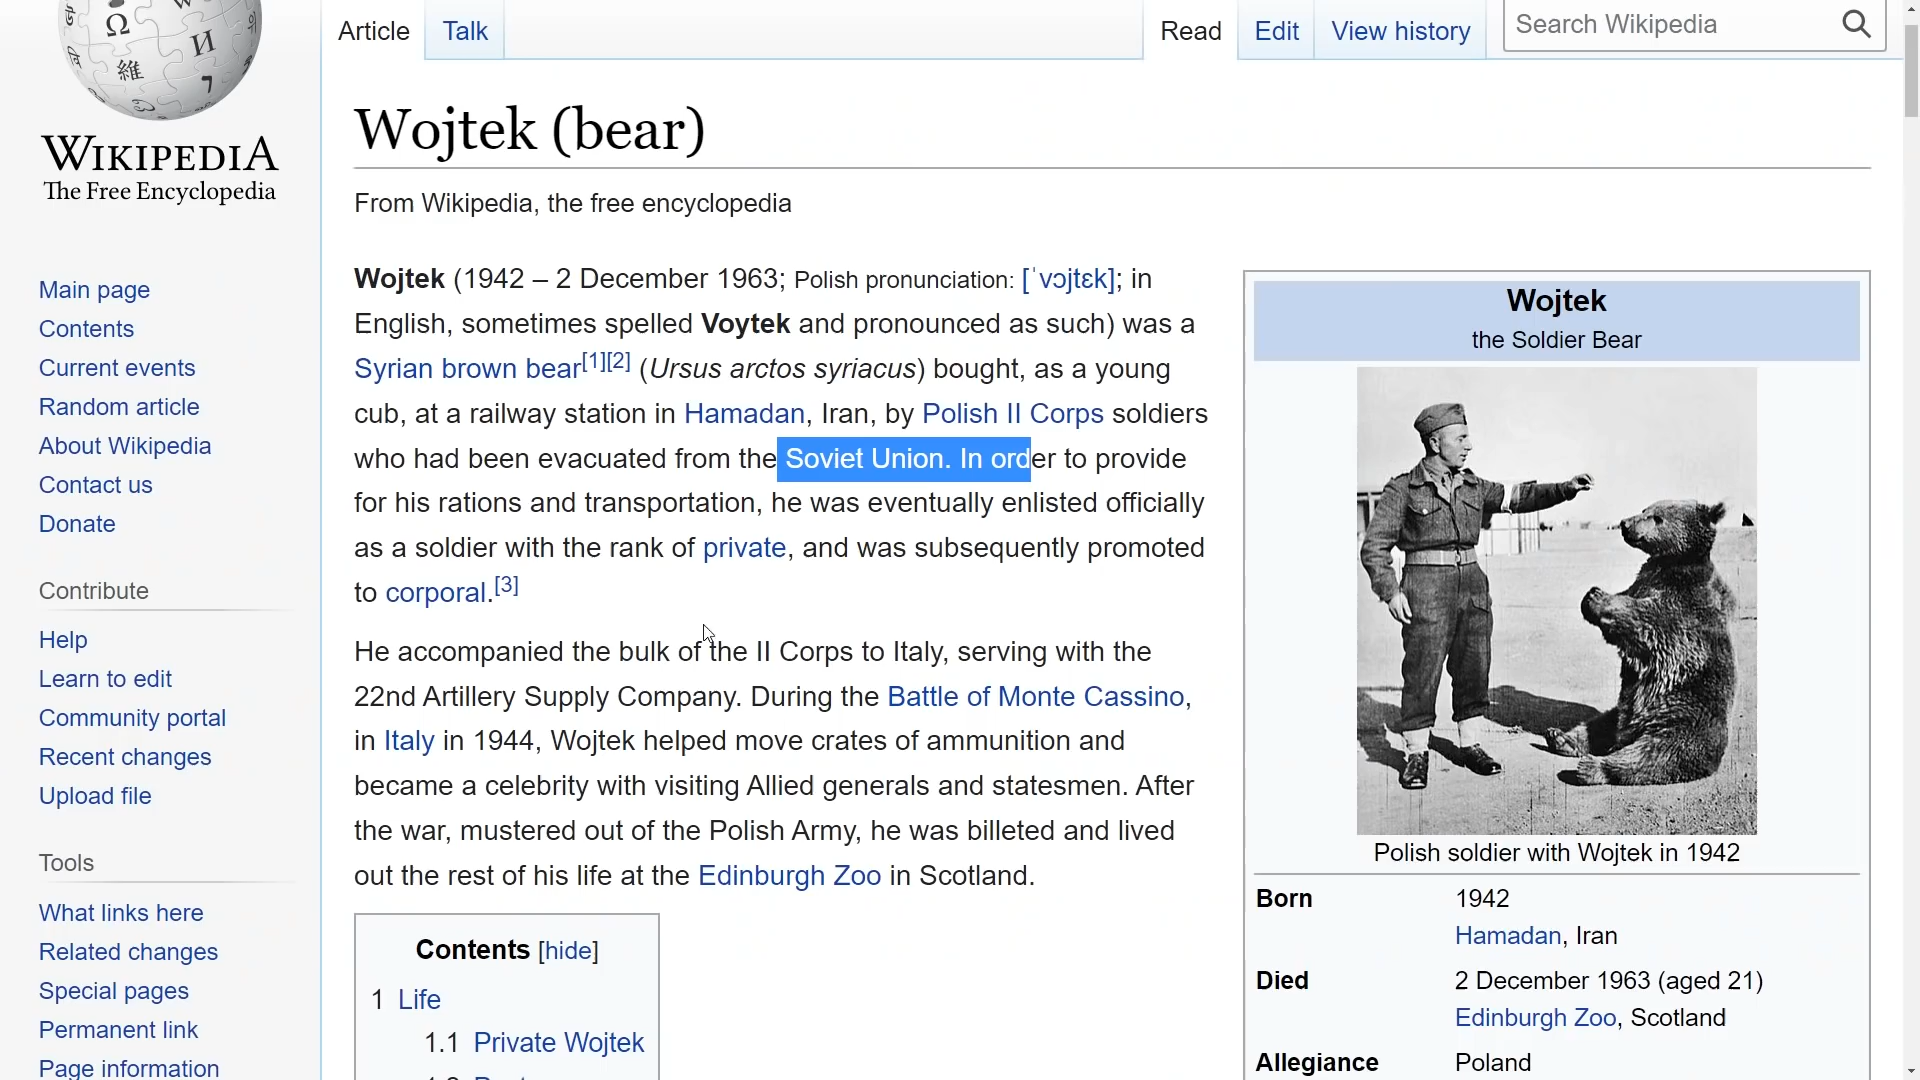 Article
Talk
Read
Edit
View history
Search Wikipedia
Ω
И
維
WIKIPEDIA
The Free Encyclopedia
Main page
Contents
Current events
Random article
About Wikipedia
Contact us
Donate
Contribute
Help
Learn to edit
Community portal
Recent changes
Upload file
Tools
What links here
Related changes
Special pages
Permanent link
Page information
Wojtek (bear)
From Wikipedia, the free encyclopedia
Wojtek (1942 – 2 December 1963; Polish pronunciation: [ˈvɔjtɛk]; in
English, sometimes spelled Voytek and pronounced as such) was a
Syrian brown bear[1][2] (Ursus arctos syriacus) bought, as a young
cub, at a railway station in Hamadan, Iran, by Polish II Corps soldiers
who had been evacuated from the Soviet Union. In order to provide
for his rations and transportation, he was eventually enlisted officially
as a soldier with the rank of private, and was subsequently promoted
to corporal.[3]
He accompanied the bulk of the II Corps to Italy, serving with the
22nd Artillery Supply Company. During the Battle of Monte Cassino,
in Italy in 1944, Wojtek helped move crates of ammunition and
became a celebrity with visiting Allied generals and statesmen. After
the war, mustered out of the Polish Army, he was billeted and lived
out the rest of his life at the Edinburgh Zoo in Scotland.
Contents [hide]
1 Life
1.1 Private Wojtek
Wojtek
the Soldier Bear
Polish soldier with Wojtek in 1942
Born 1942
Hamadan, Iran
Died 2 December 1963 (aged 21)
Edinburgh Zoo, Scotland
Allegiance Poland